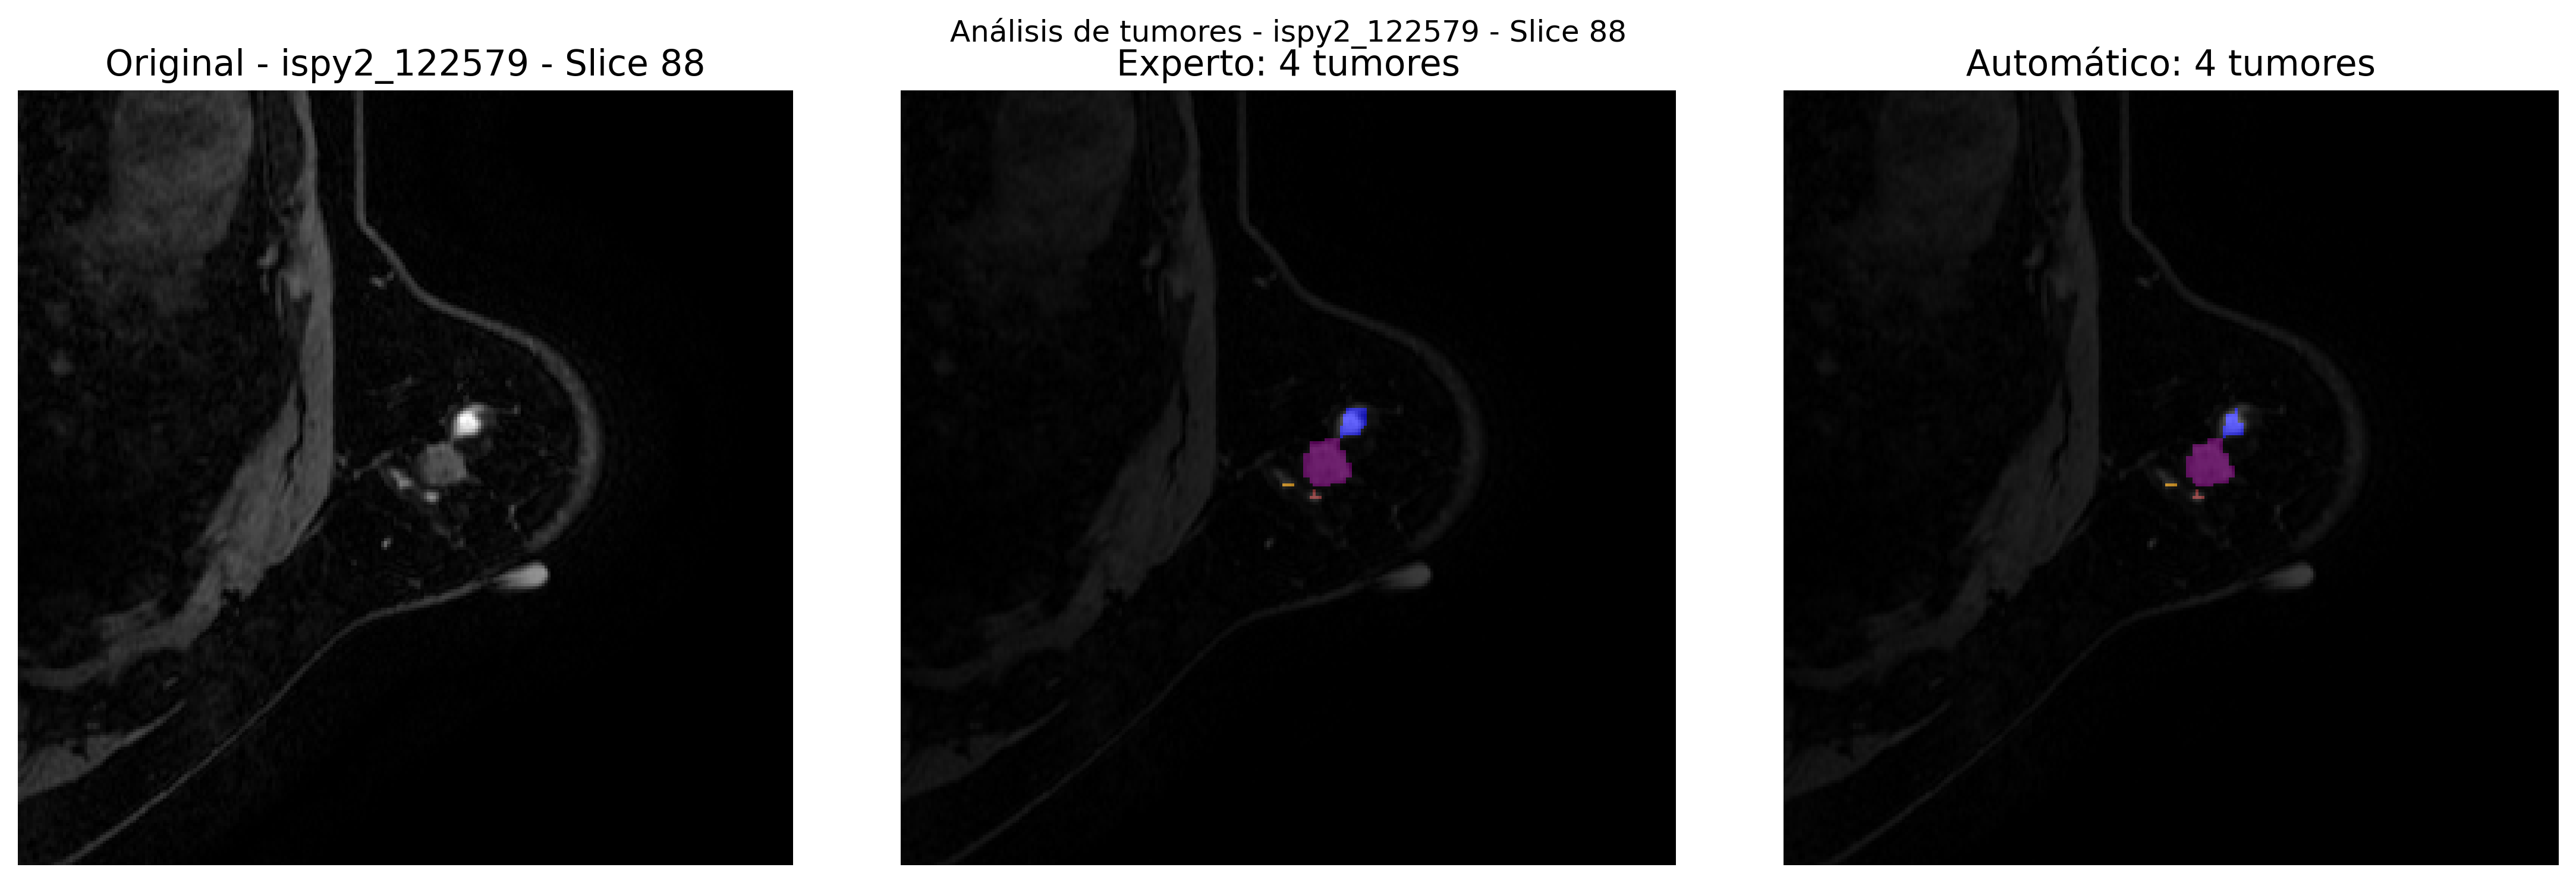 Análisis de tumores - ispy2_122579 - Slice 88
Original - ispy2_122579 - Slice 88
Experto: 4 tumores
Automático: 4 tumores